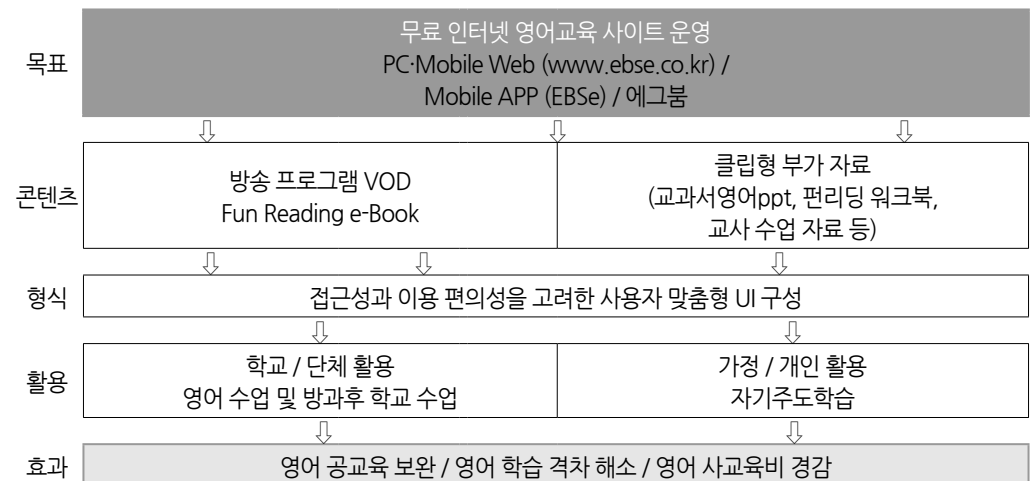 목표
무료 인터넷 영어교육 사이트 운영
PC·Mobile Web (www.ebse.co.kr) /
Mobile APP (EBSe) / 에그붐
콘텐츠
방송 프로그램 VOD
Fun Reading e-Book
클립형 부가 자료
(교과서영어ppt, 펀리딩 워크북,
교사 수업 자료 등)
형식
접근성과 이용 편의성을 고려한 사용자 맞춤형 UI 구성
활용
학교 / 단체 활용
영어 수업 및 방과후 학교 수업
가정 / 개인 활용
자기주도학습
효과
영어 공교육 보완 / 영어 학습 격차 해소 / 영어 사교육비 경감